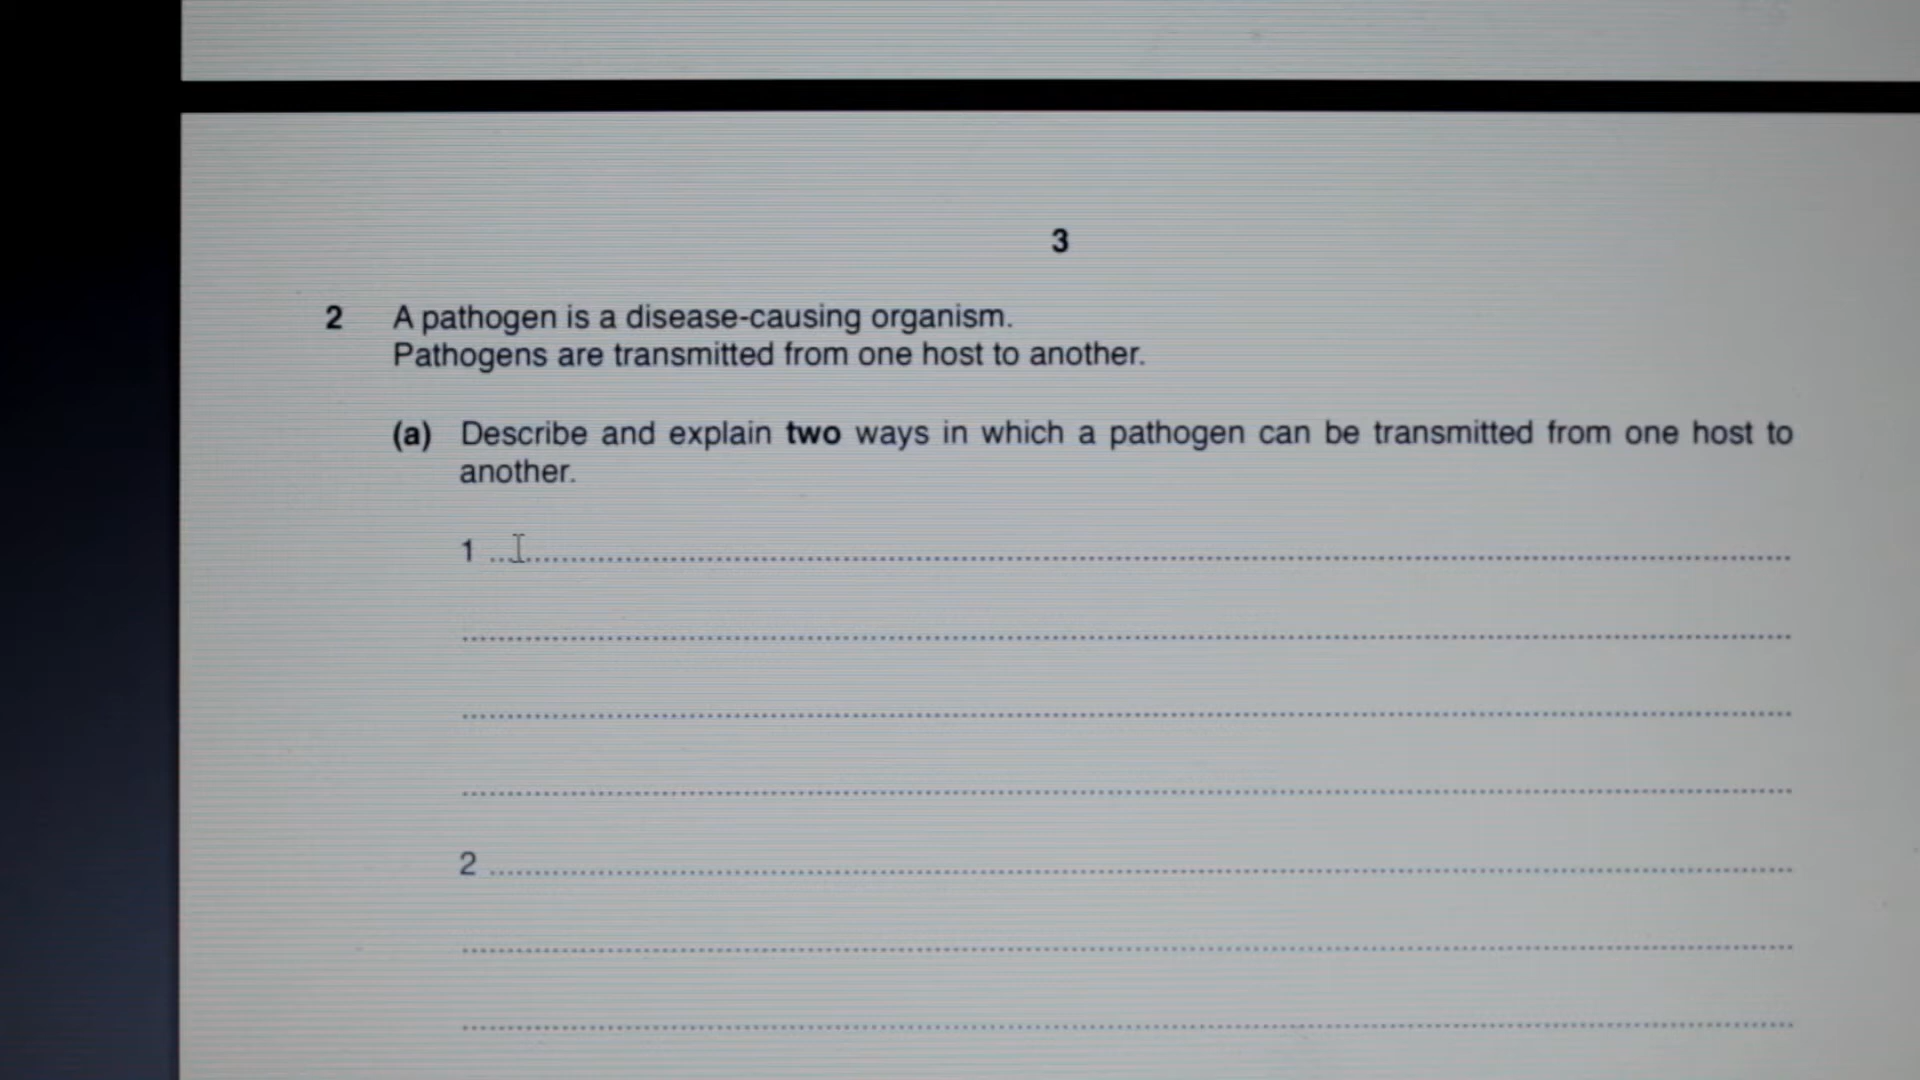 3
2 A pathogen is a disease-causing organism.
Pathogens are transmitted from one host to another.
(a) Describe and explain two ways in which a pathogen can be transmitted from one host to
another.
1 ...
2 ...